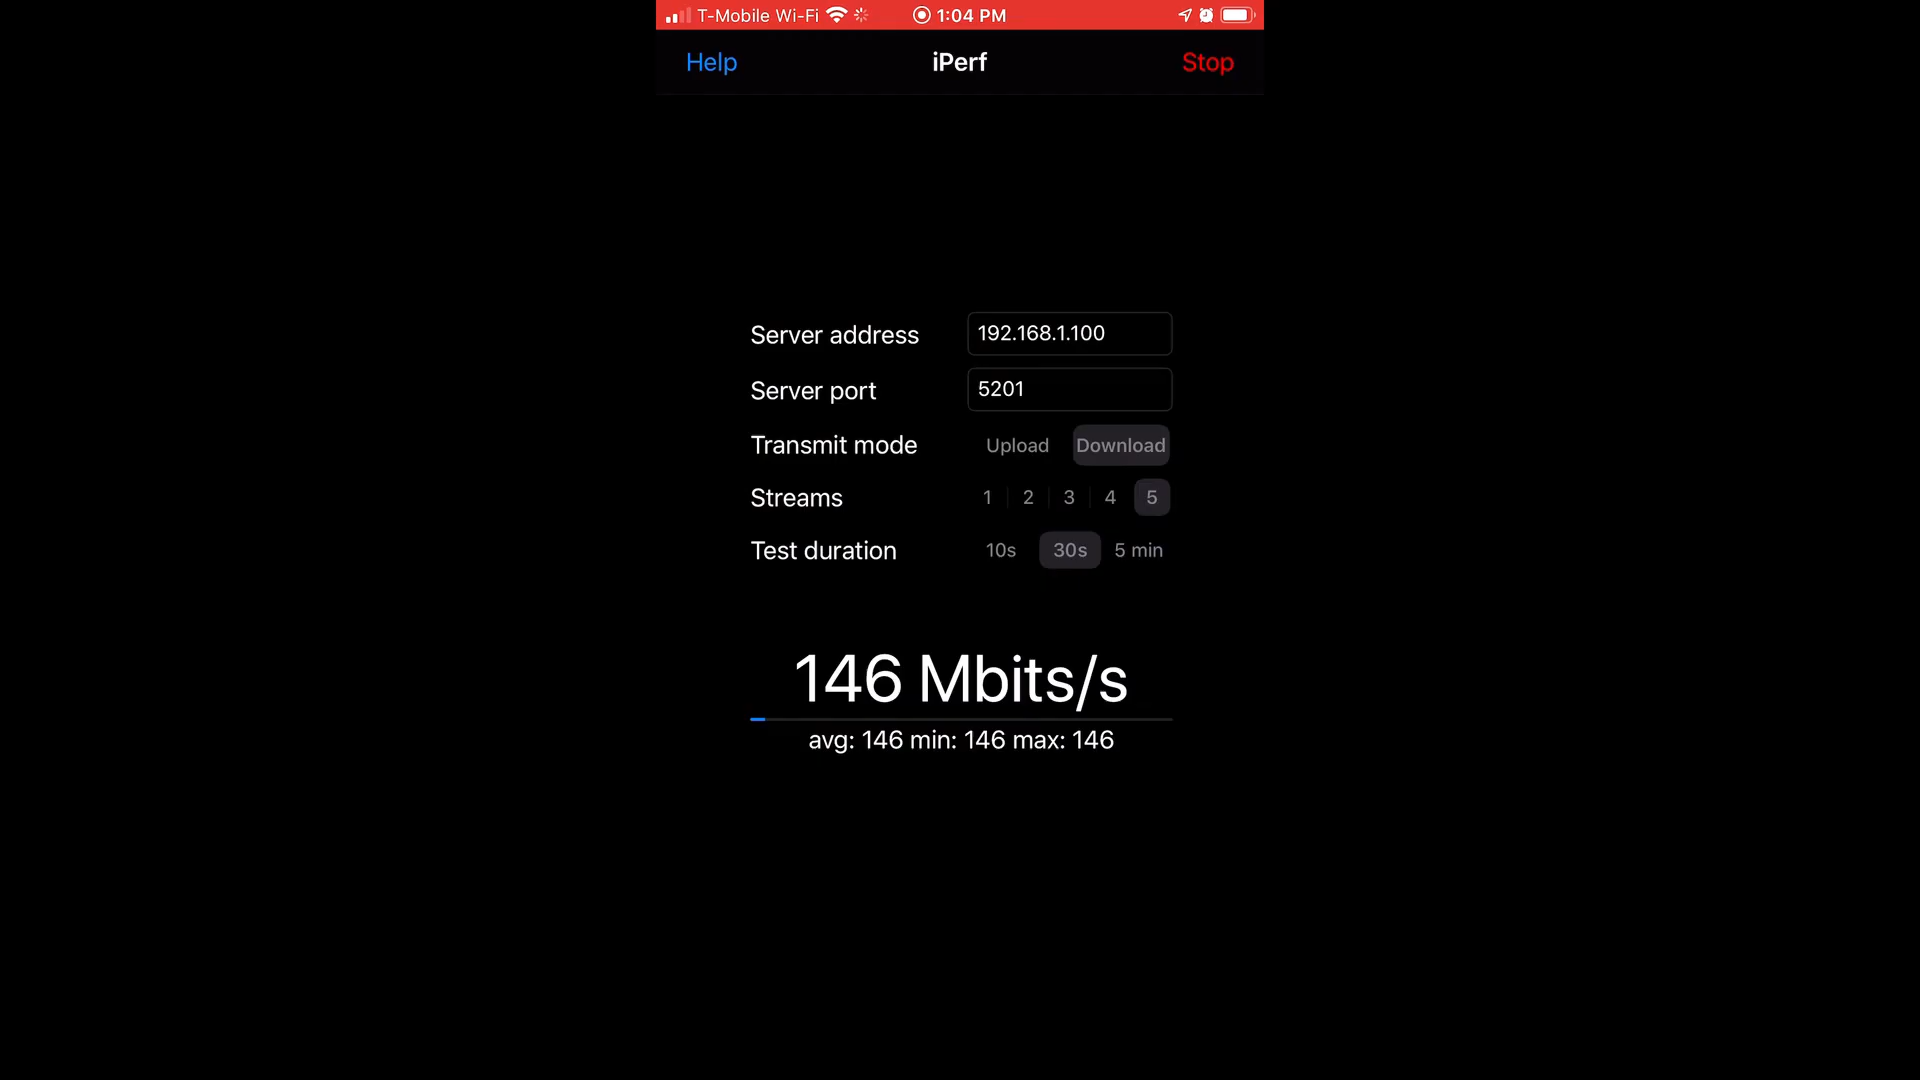 T-Mobile Wi-Fi 1:04 PM
Help iPerf Stop
Server address 192.168.1.100
Server port 5201
Transmit mode Upload Download
Streams 1 2 3 4 5
Test duration 10s 30s 5 min
146 Mbits/s
avg: 146 min: 146 max: 146